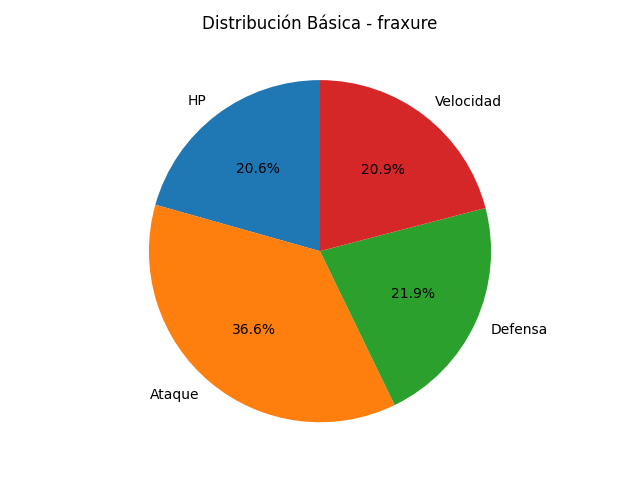 Distribución Básica - fraxure
HP
Velocidad
20.6%
20.9%
21.9%
36.6%
Defensa
Ataque